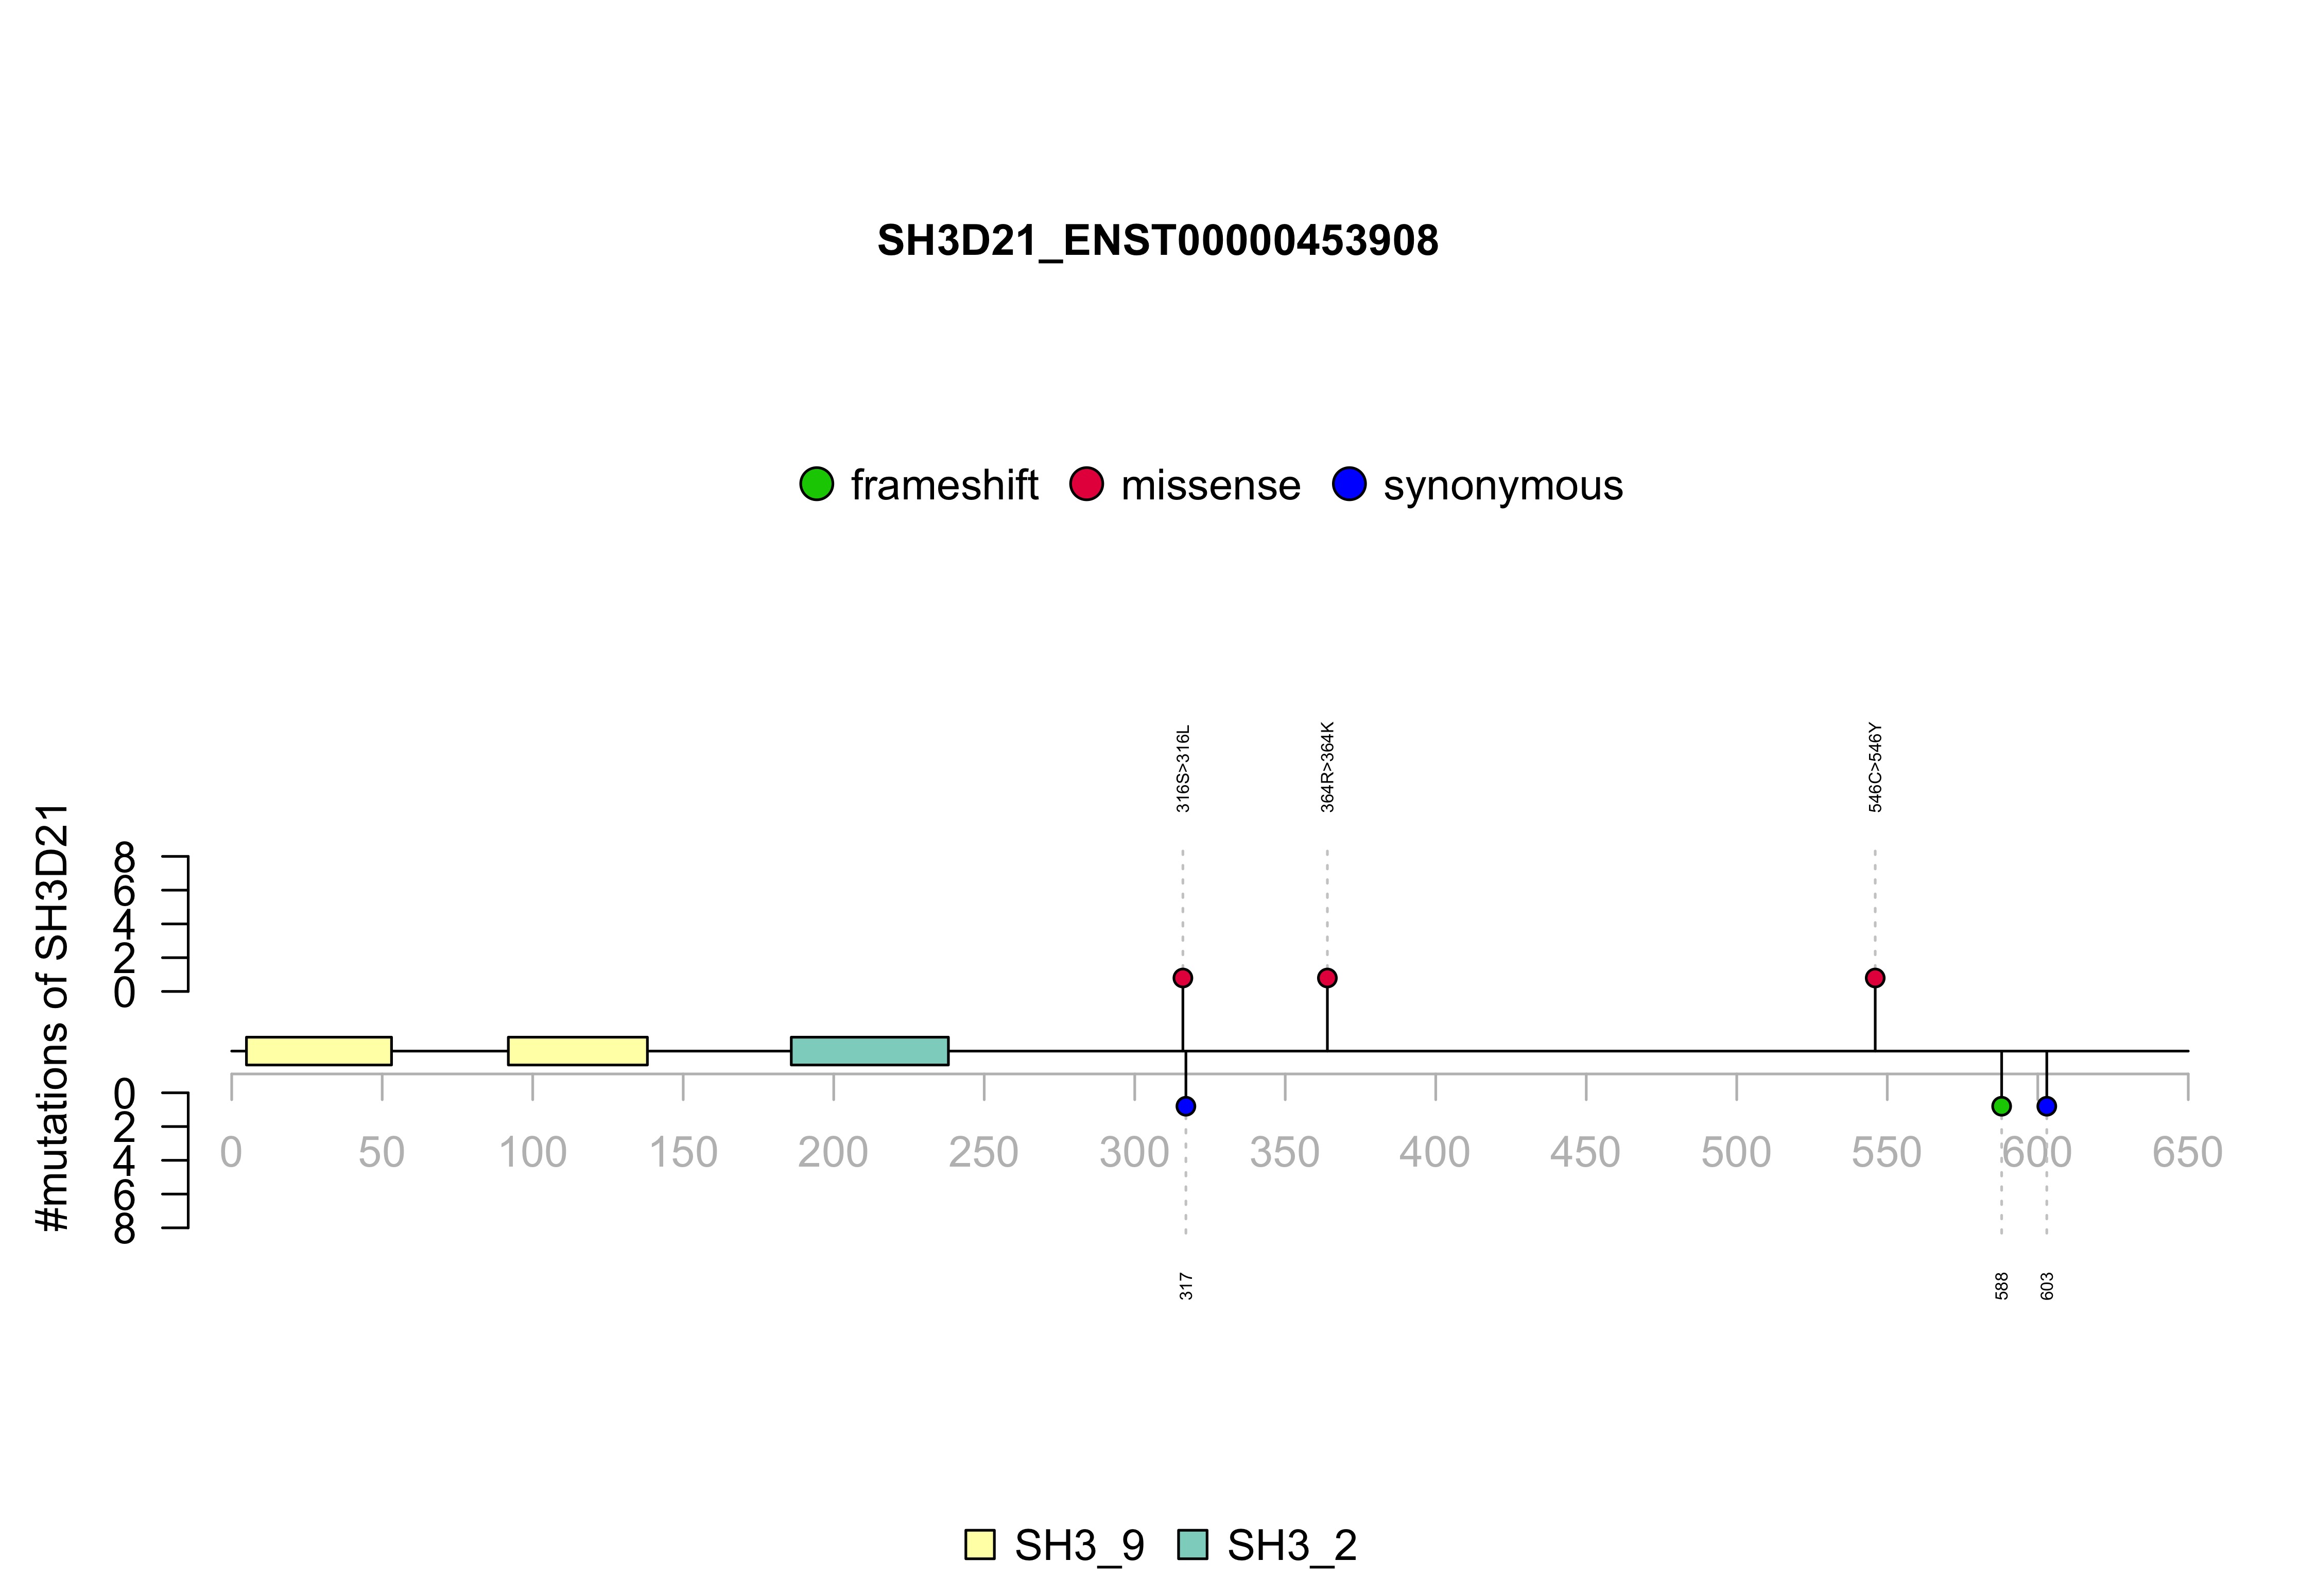 SH3D21_ENST00000453908
frameshift missense synonymous
316S>316L 364R>364K 546C>546Y
#mutations of SH3D21
8
6
4
2
0
0
2
4
6
8
0 50 100 150 200 250 300 350 400 450 500 550 600 650
317 588 603
SH3_9 SH3_2